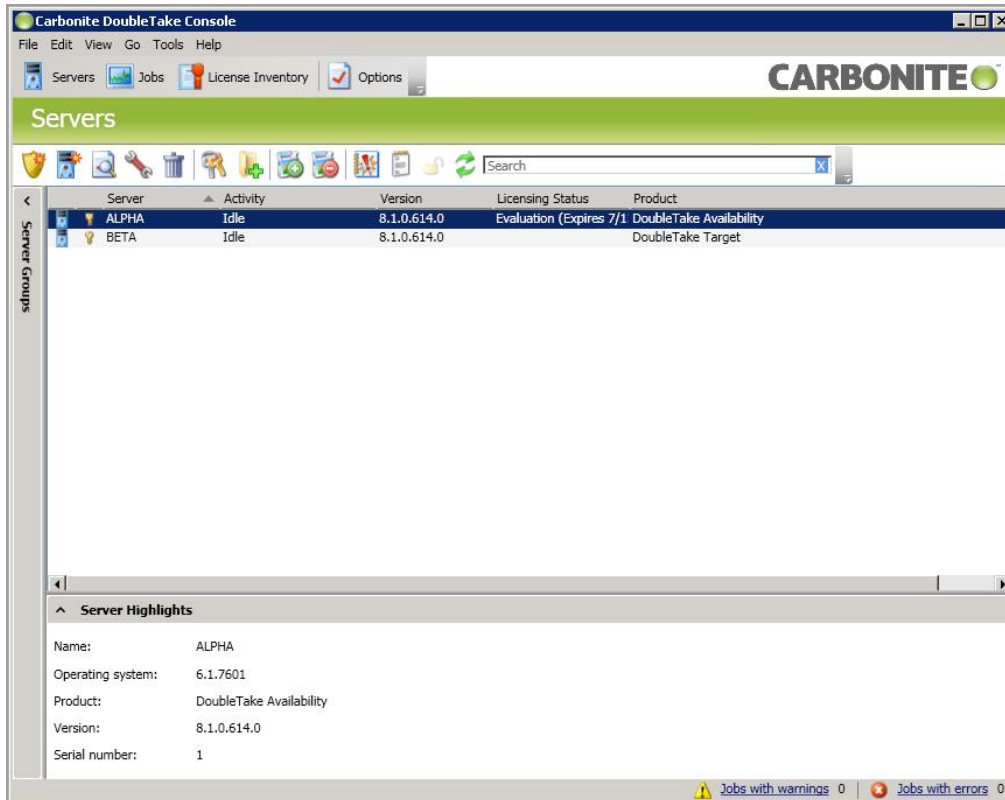 Carbonite DoubleTake Console
File Edit View Go Tools Help
Servers Jobs License Inventory Options CARBONITE
Servers
Search X
Server Groups
Server Activity Version Licensing Status Product
ALPHA Idle 8.1.0.614.0 Evaluation (Expires 7/1 DoubleTake Availability
BETA Idle 8.1.0.614.0 DoubleTake Target
Server Highlights
Name: ALPHA
Operating system: 6.1.7601
Product: DoubleTake Availability
Version: 8.1.0.614.0
Serial number: 1
Jobs with warnings 0 Jobs with errors 0